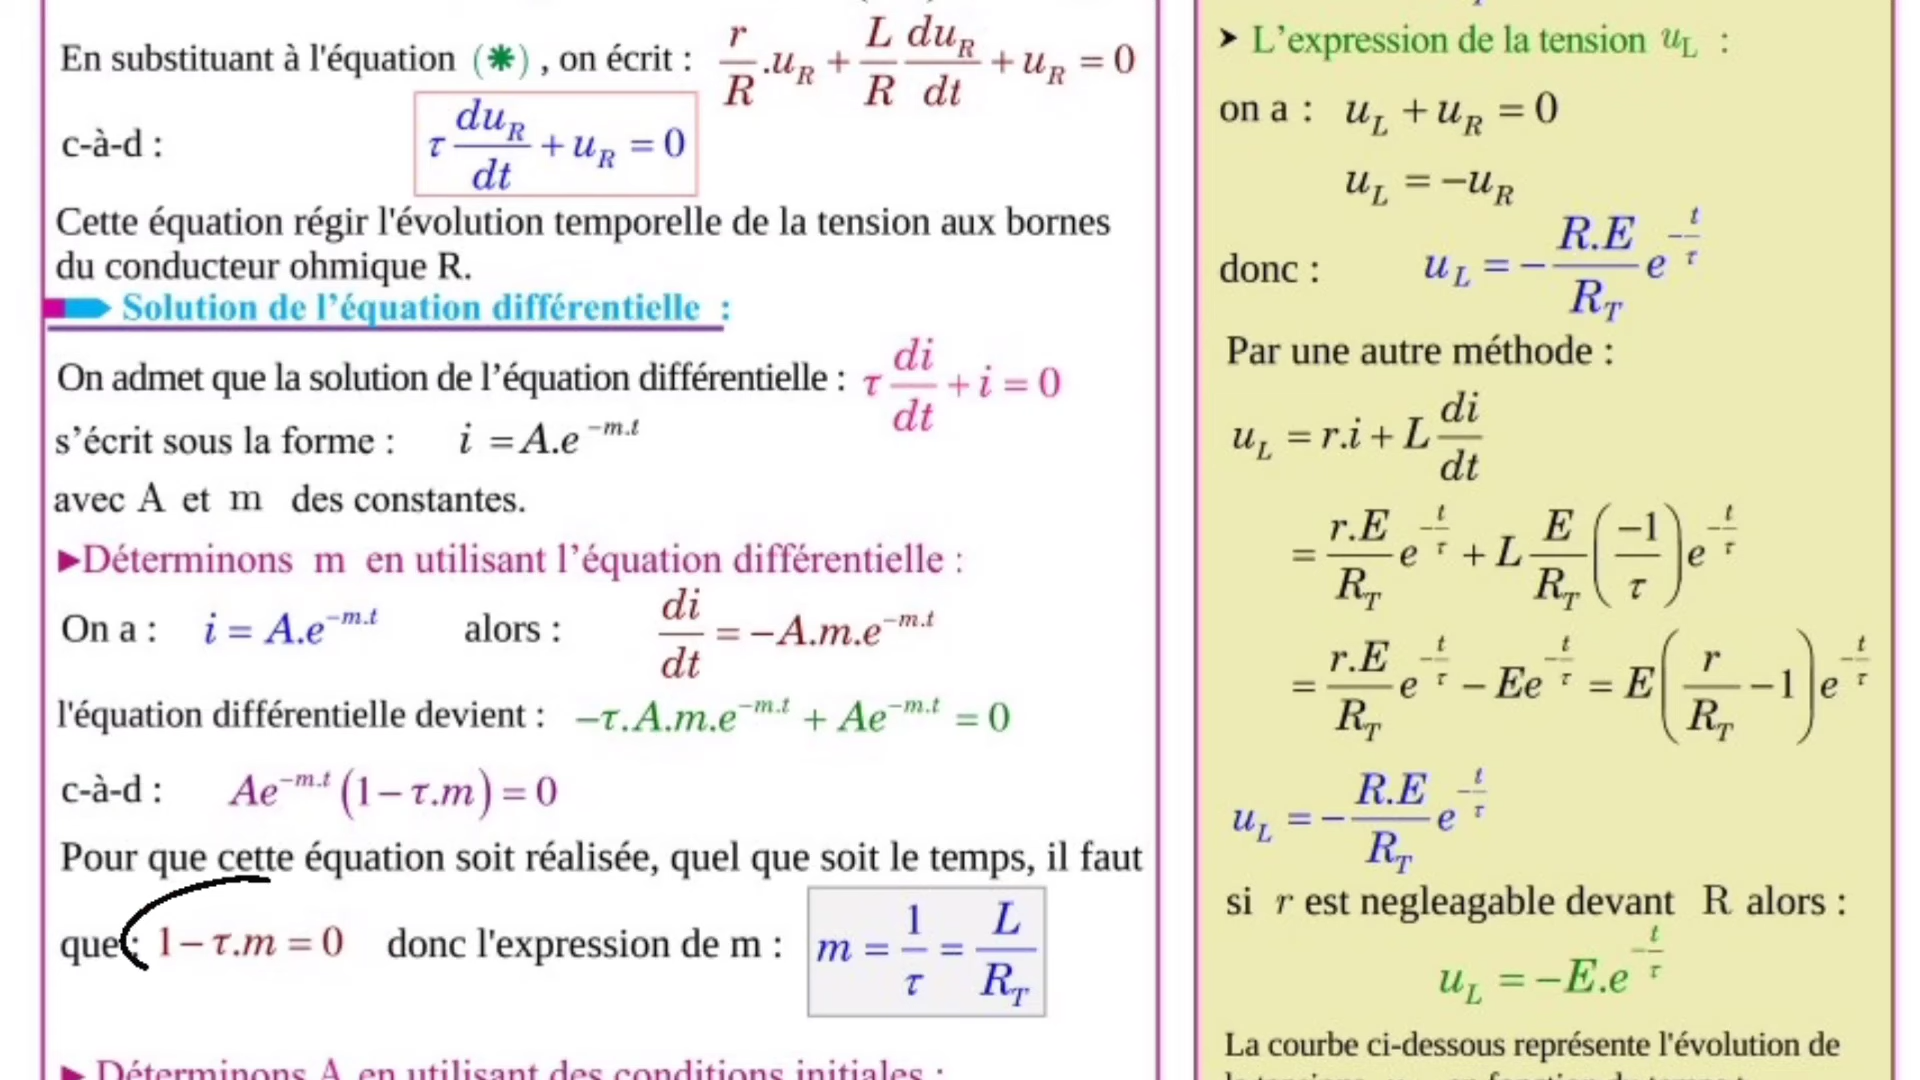 En substituant à l'équation (✱) , on écrit : r/R .u_R + L/R du_R/dt + u_R = 0
c-à-d : τ du_R/dt + u_R = 0
Cette équation régir l'évolution temporelle de la tension aux bornes
du conducteur ohmique R.
Solution de l’équation différentielle :
On admet que la solution de l’équation différentielle : τ di/dt + i = 0
s’écrit sous la forme : i = A.e^{-m.t}
avec A et m des constantes.
►Déterminons m en utilisant l’équation différentielle :
On a : i = A.e^{-m.t} alors : di/dt = -A.m.e^{-m.t}
l'équation différentielle devient : -τ.A.m.e^{-m.t} + Ae^{-m.t} = 0
c-à-d : Ae^{-m.t} (1 - τ.m) = 0
Pour que cette équation soit réalisée, quel que soit le temps, il faut
que : 1 - τ.m = 0 donc l'expression de m : m = 1/τ = L/R_T
► Déterminons A en utilisant des conditions initiales :
➤ L’expression de la tension u_L :
on a : u_L + u_R = 0
u_L = -u_R
donc : u_L = - R.E/R_T e^{-t/τ}
Par une autre méthode :
u_L = r.i + L di/dt
= r.E/R_T e^{-t/τ} + L E/R_T (-1/τ) e^{-t/τ}
= r.E/R_T e^{-t/τ} - Ee^{-t/τ} = E (r/R_T - 1) e^{-t/τ}
u_L = - R.E/R_T e^{-t/τ}
si r est negleagable devant R alors :
u_L = -E.e^{-t/τ}
La courbe ci-dessous représente l'évolution de